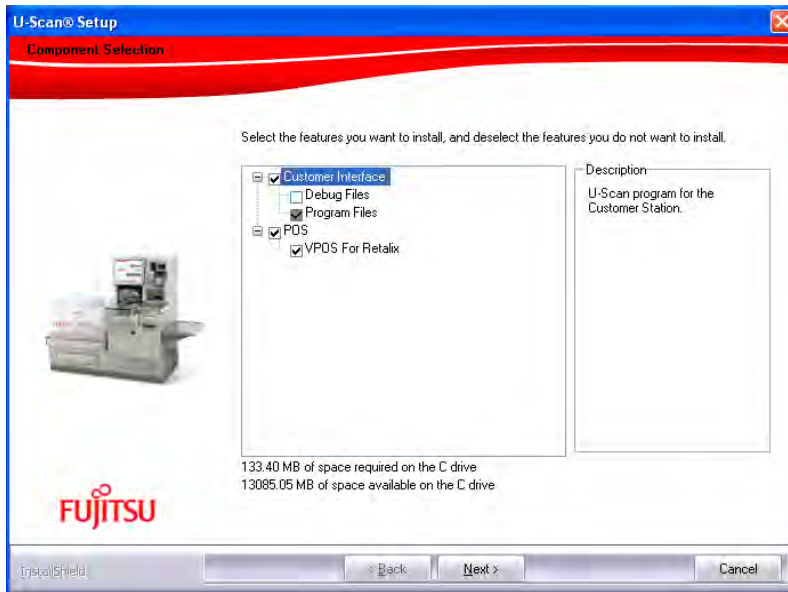 U-Scan® Setup
Component Selection
Select the features you want to install, and deselect the features you do not want to install.
Customer Interface
Debug Files
Program Files
POS
VPOS For Retalix
Description
U-Scan program for the
Customer Station.
133.40 MB of space required on the C drive
13085.05 MB of space available on the C drive
FUJITSU
InstallShield
< Back
Next >
Cancel